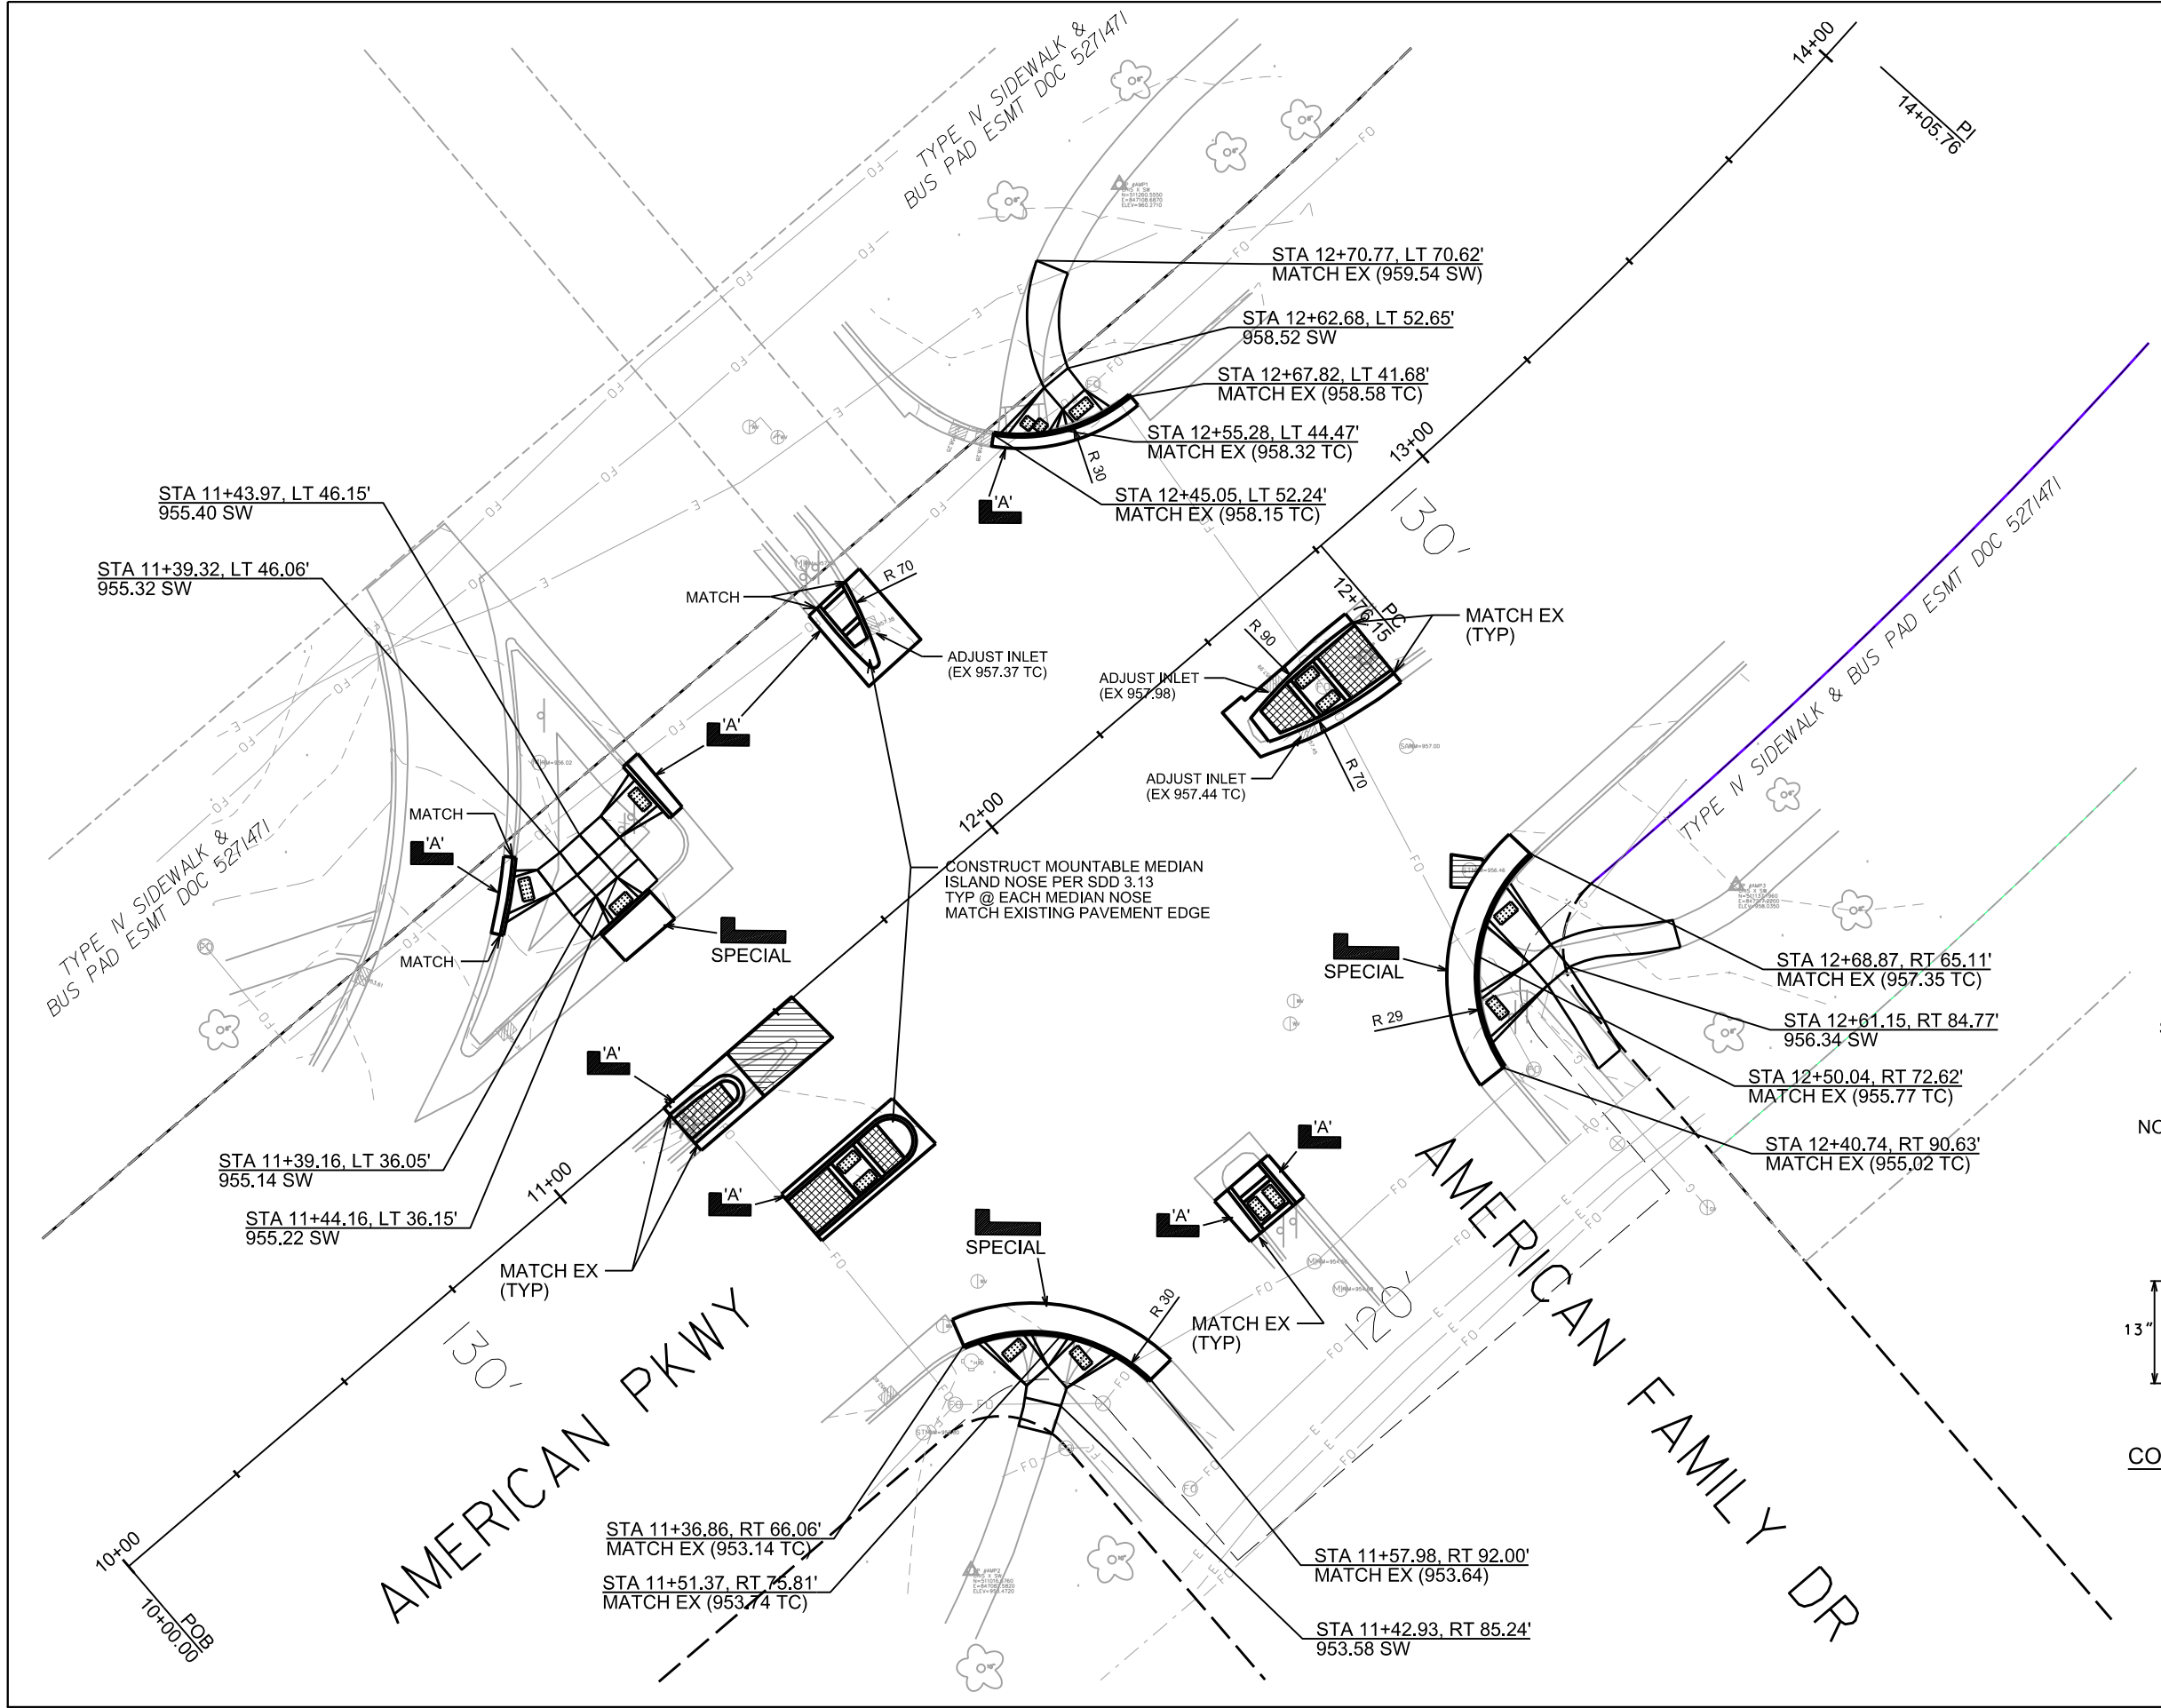 TYPE IV SIDEWALK &
BUS PAD ESMT DOC 5271471
14+00
PI
14+05.76
STA 12+70.77, LT 70.62'
MATCH EX (959.54 SW)
STA 12+62.68, LT 52.65'
958.52 SW
STA 12+67.82, LT 41.68'
MATCH EX (958.58 TC)
STA 12+55.28, LT 44.47'
MATCH EX (958.32 TC)
R 30
STA 12+45.05, LT 52.24'
MATCH EX (958.15 TC)
'A'
13+00
130'
STA 11+43.97, LT 46.15'
955.40 SW
STA 11+39.32, LT 46.06'
955.32 SW
MATCH
R 70
ADJUST INLET
(EX 957.37 TC)
'A'
PC
12+76.15
R 90
MATCH EX
(TYP)
ADJUST INLET
(EX 957.98)
ADJUST INLET
(EX 957.44 TC)
R 70
TYPE IV SIDEWALK & BUS PAD ESMT DOC 5271471
MATCH
'A'
MATCH
12+00
CONSTRUCT MOUNTABLE MEDIAN
ISLAND NOSE PER SDD 3.13
TYP @ EACH MEDIAN NOSE
MATCH EXISTING PAVEMENT EDGE
TYPE IV SIDEWALK &
BUS PAD ESMT DOC 5271471
SPECIAL
SPECIAL
R 29
STA 12+68.87, RT 65.11'
MATCH EX (957.35 TC)
STA 12+61.15, RT 84.77'
956.34 SW
STA 12+50.04, RT 72.62'
MATCH EX (955.77 TC)
STA 12+40.74, RT 90.63'
MATCH EX (955.02 TC)
'A'
STA 11+39.16, LT 36.05'
955.14 SW
STA 11+44.16, LT 36.15'
955.22 SW
11+00
'A'
MATCH EX
(TYP)
SPECIAL
'A'
'A'
MATCH EX
(TYP)
R 30
120'
130'
AMERICAN PKWY
AMERICAN FAMILY DR
13"
CO
10+00
POB
10+00.00
STA 11+36.86, RT 66.06'
MATCH EX (953.14 TC)
STA 11+51.37, RT 75.81'
MATCH EX (953.74 TC)
STA 11+57.98, RT 92.00'
MATCH EX (953.64)
STA 11+42.93, RT 85.24'
953.58 SW